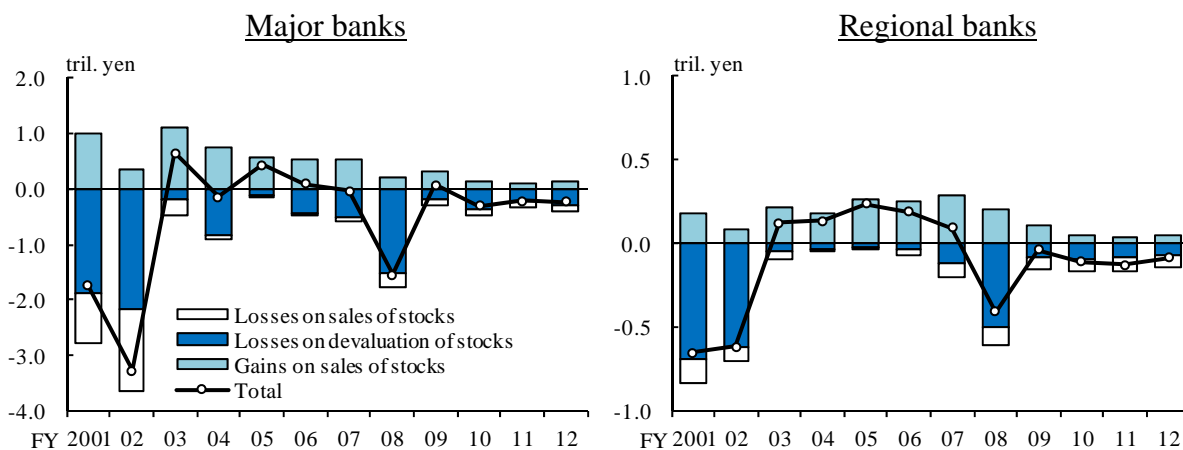 Major banks
tril. yen
2.0
1.0
0.0
-1.0
-2.0
-3.0
-4.0
Losses on sales of stocks
Losses on devaluation of stocks
Gains on sales of stocks
Total
FY 2001 02 03 04 05 06 07 08 09 10 11 12
Regional banks
tril. yen
1.0
0.5
0.0
-0.5
-1.0
FY 2001 02 03 04 05 06 07 08 09 10 11 12